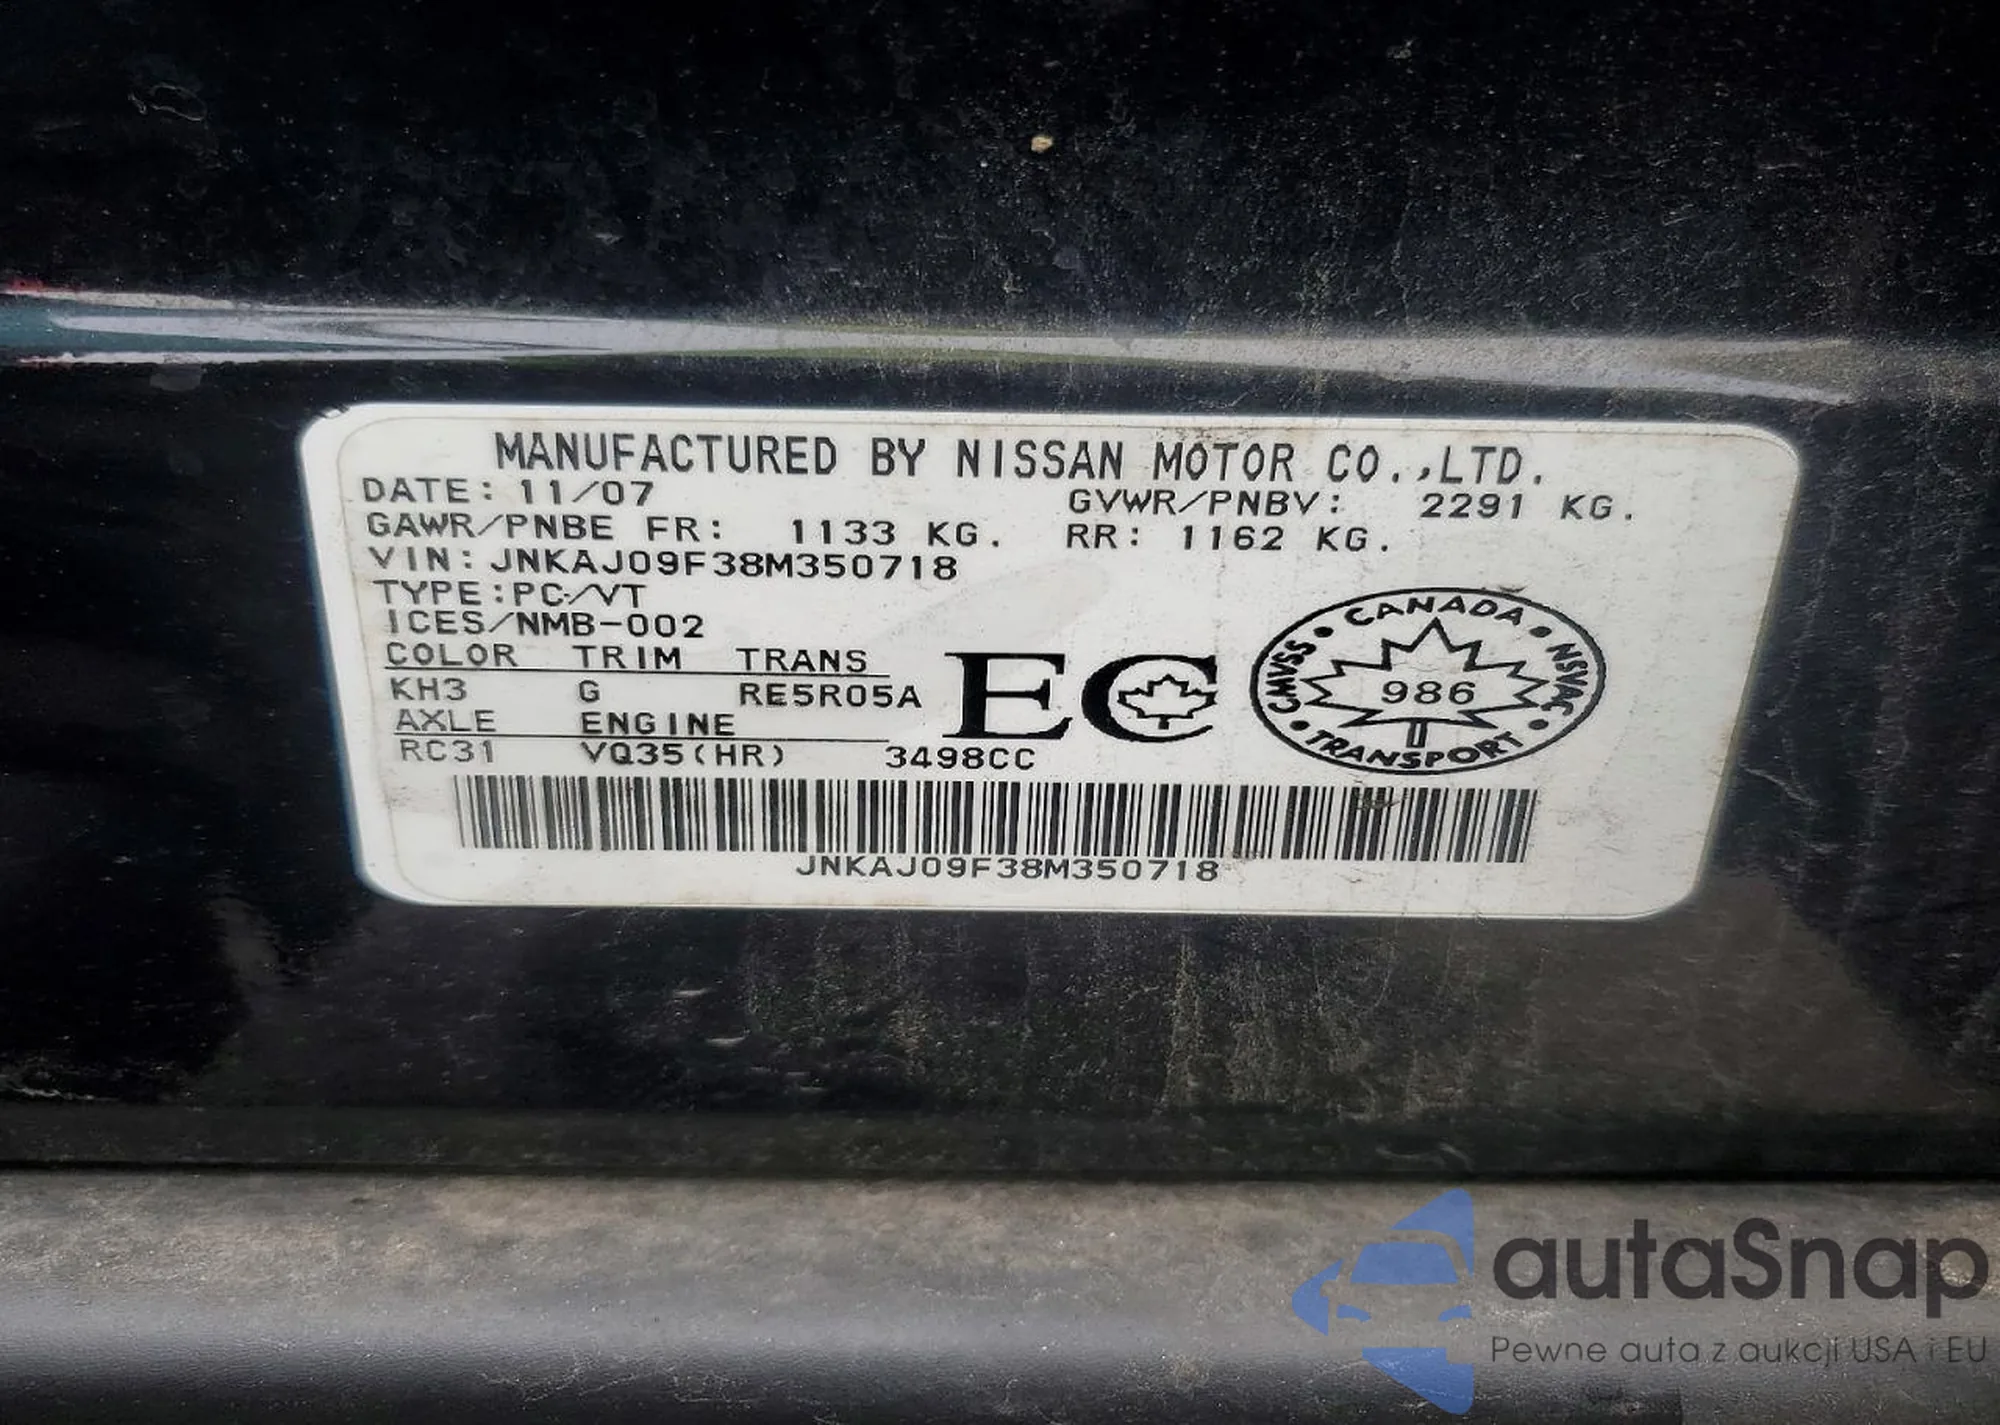 MANUFACTURED BY NISSAN MOTOR CO.,LTD.
DATE: 11/07 GVWR/PNBV: 2291 KG.
GAWR/PNBE FR: 1133 KG. RR: 1162 KG.
VIN: JNKAJ09F38M350718
TYPE:PC/VT
ICES/NMB-002
COLOR TRIM TRANS
KH3 G RE5R05A
AXLE ENGINE
RC31 VQ35(HR) 3498CC
EC
CANADA
CMVSS 986 NSVAC
TRANSPORT
JNKAJ09F38M350718
autaSnap
Pewne auta z aukcji USA i EU